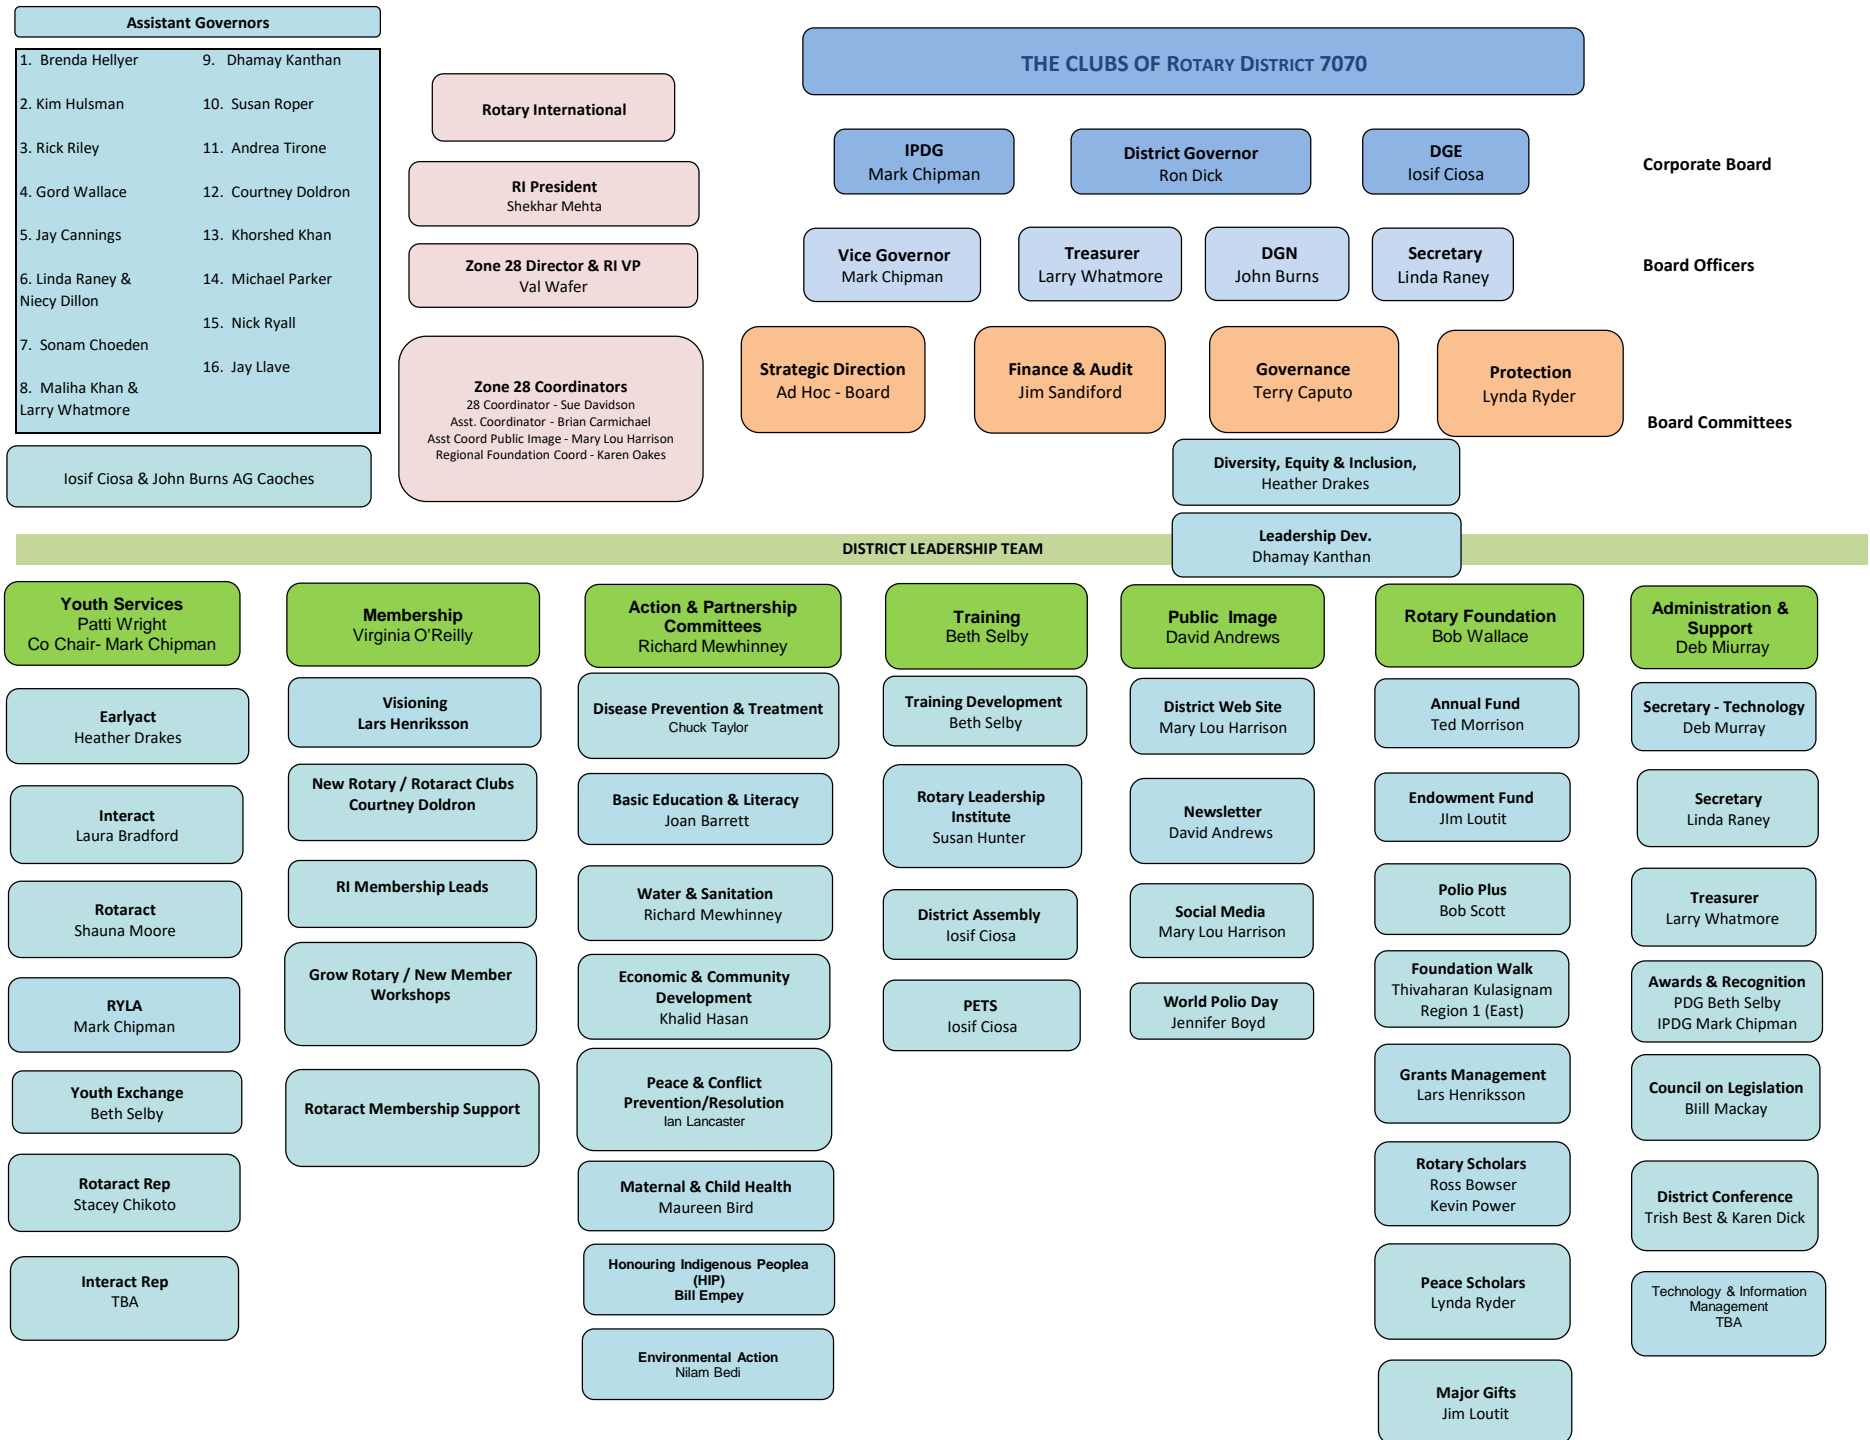 Assistant Governors
1. Brenda Hellyer
2. Kim Hulsman
3. Rick Riley
4. Gord Wallace
5. Jay Cannings
6. Linda Raney &
Niecy Dillon
7. Sonam Choeden
8. Maliha Khan &
Larry Whatmore
9. Dhamay Kanthan
10. Susan Roper
11. Andrea Tirone
12. Courtney Doldron
13. Khorshed Khan
14. Michael Parker
15. Nick Ryall
16. Jay Llave
Iosif Ciosa & John Burns AG Caoches
Rotary International
RI President
Shekhar Mehta
Zone 28 Director & RI VP
Val Wafer
Zone 28 Coordinators
28 Coordinator - Sue Davidson
Asst. Coordinator - Brian Carmichael
Asst Coord Public Image - Mary Lou Harrison
Regional Foundation Coord - Karen Oakes
THE CLUBS OF ROTARY DISTRICT 7070
IPDG
Mark Chipman
District Governor
Ron Dick
DGE
Iosif Ciosa
Corporate Board
Vice Governor
Mark Chipman
Treasurer
Larry Whatmore
DGN
John Burns
Secretary
Linda Raney
Board Officers
Strategic Direction
Ad Hoc - Board
Finance & Audit
Jim Sandiford
Governance
Terry Caputo
Protection
Lynda Ryder
Board Committees
Diversity, Equity & Inclusion,
Heather Drakes
Leadership Dev.
Dhamay Kanthan
DISTRICT LEADERSHIP TEAM
Youth Services
Patti Wright
Co Chair- Mark Chipman
Earlyact
Heather Drakes
Interact
Laura Bradford
Rotaract
Shauna Moore
RYLA
Mark Chipman
Youth Exchange
Beth Selby
Rotaract Rep
Stacey Chikoto
Interact Rep
TBA
Membership
Virginia O'Reilly
Visioning
Lars Henriksson
New Rotary / Rotaract Clubs
Courtney Doldron
RI Membership Leads
Grow Rotary / New Member
Workshops
Rotaract Membership Support
Action & Partnership
Committees
Richard Mewhinney
Disease Prevention & Treatment
Chuck Taylor
Basic Education & Literacy
Joan Barrett
Water & Sanitation
Richard Mewhinney
Economic & Community
Development
Khalid Hasan
Peace & Conflict
Prevention/Resolution
Ian Lancaster
Maternal & Child Health
Maureen Bird
Honouring Indigenous Peoplea
(HIP)
Bill Empey
Environmental Action
Nilam Bedi
Training
Beth Selby
Training Development
Beth Selby
Rotary Leadership
Institute
Susan Hunter
District Assembly
Iosif Ciosa
PETS
Iosif Ciosa
Public Image
David Andrews
District Web Site
Mary Lou Harrison
Newsletter
David Andrews
Social Media
Mary Lou Harrison
World Polio Day
Jennifer Boyd
Rotary Foundation
Bob Wallace
Annual Fund
Ted Morrison
Endowment Fund
JIm Loutit
Polio Plus
Bob Scott
Foundation Walk
Thivaharan Kulasignam
Region 1 (East)
Grants Management
Lars Henriksson
Rotary Scholars
Ross Bowser
Kevin Power
Peace Scholars
Lynda Ryder
Major Gifts
Jim Loutit
Administration &
Support
Deb Miurray
Secretary - Technology
Deb Murray
Secretary
Linda Raney
Treasurer
Larry Whatmore
Awards & Recognition
PDG Beth Selby
IPDG Mark Chipman
Council on Legislation
BIill Mackay
District Conference
Trish Best & Karen Dick
Technology & Information
Management
TBA